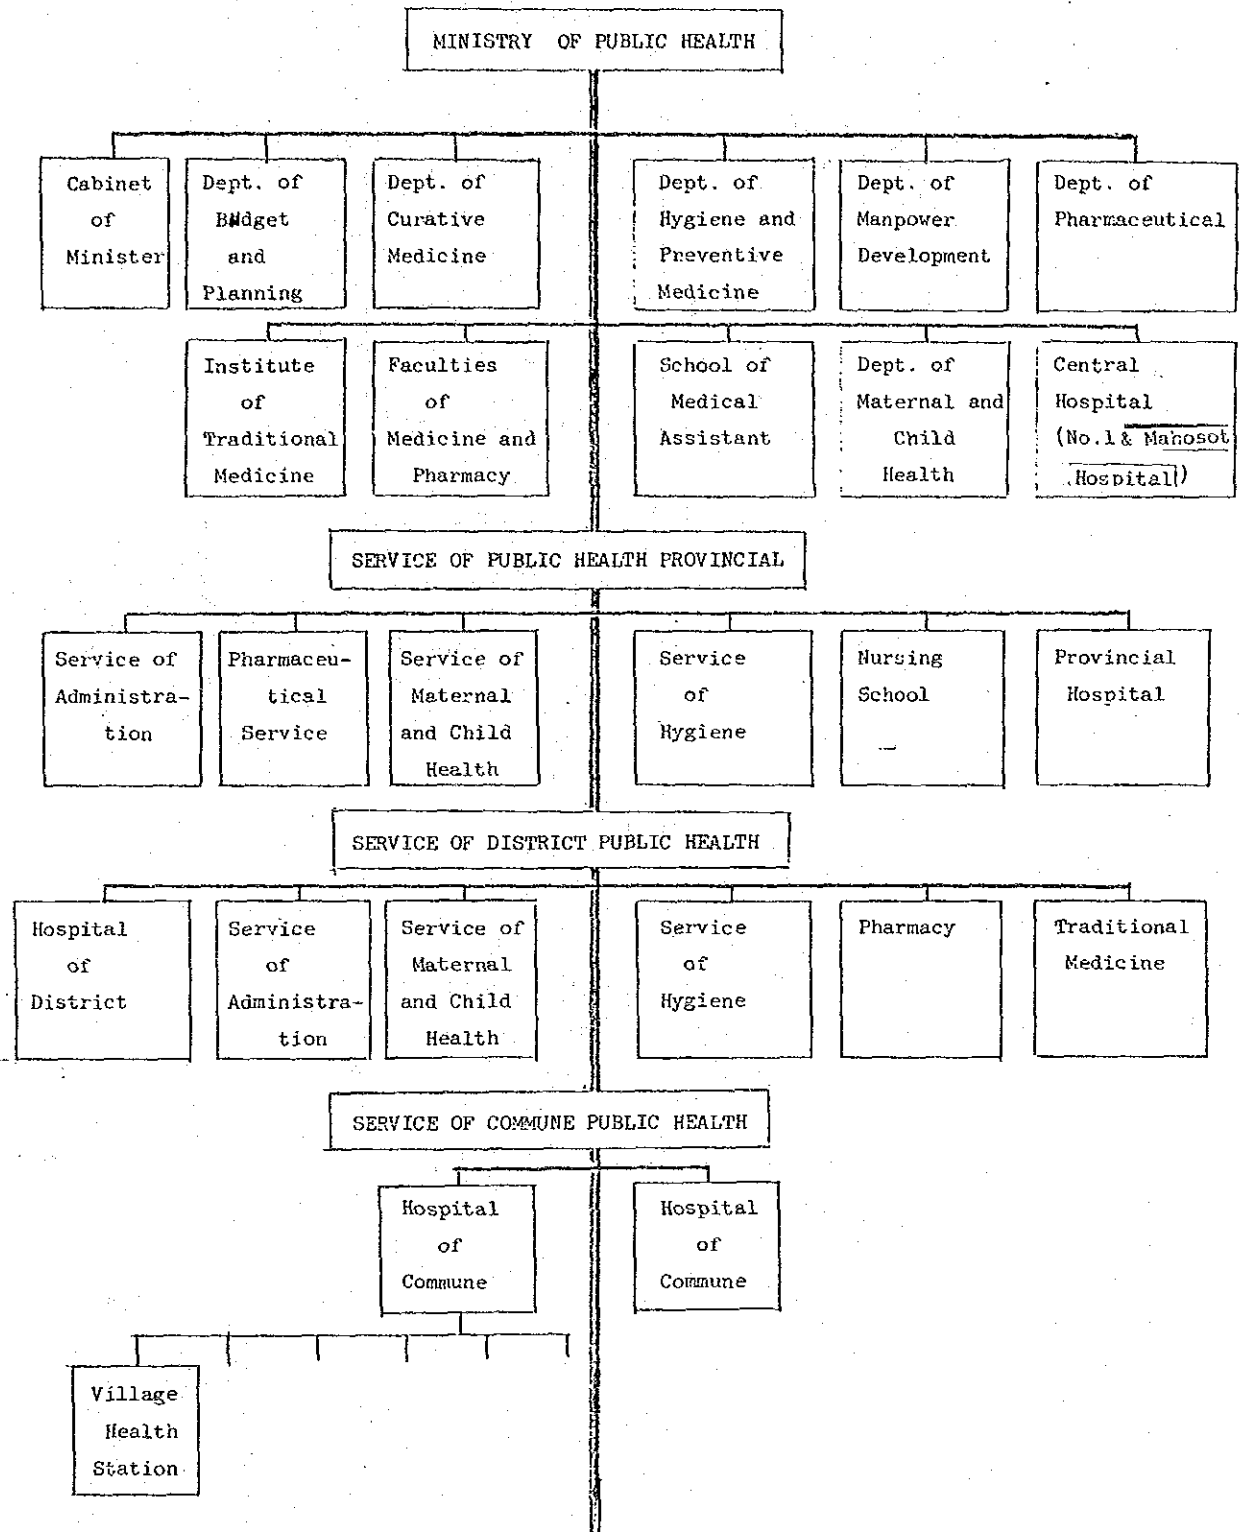 MINISTRY OF PUBLIC HEALTH
Cabinet
of
Minister
Dept. of
Budget
and
Planning
Dept. of
Curative
Medicine
Dept. of
Hygiene and
Preventive
Medicine
Dept. of
Manpower
Development
Dept. of
Pharmaceutical
Institute
of
Traditional
Medicine
Faculties
of
Medicine and
Pharmacy
School of
Medical
Assistant
Dept. of
Maternal and
Child
Health
Central
Hospital
(No.1 & Mahosot
Hospital)
SERVICE OF PUBLIC HEALTH PROVINCIAL
Service of
Administra-
tion
Pharmaceu-
tical
Service
Service of
Maternal
and Child
Health
Service
of
Hygiene
Nursing
School
Provincial
Hospital
SERVICE OF DISTRICT PUBLIC HEALTH
Hospital
of
District
Service
of
Administra-
tion
Service of
Maternal
and Child
Health
Service
of
Hygiene
Pharmacy
Traditional
Medicine
SERVICE OF COMMUNE PUBLIC HEALTH
Hospital
of
Commune
Hospital
of
Commune
Village
Health
Station